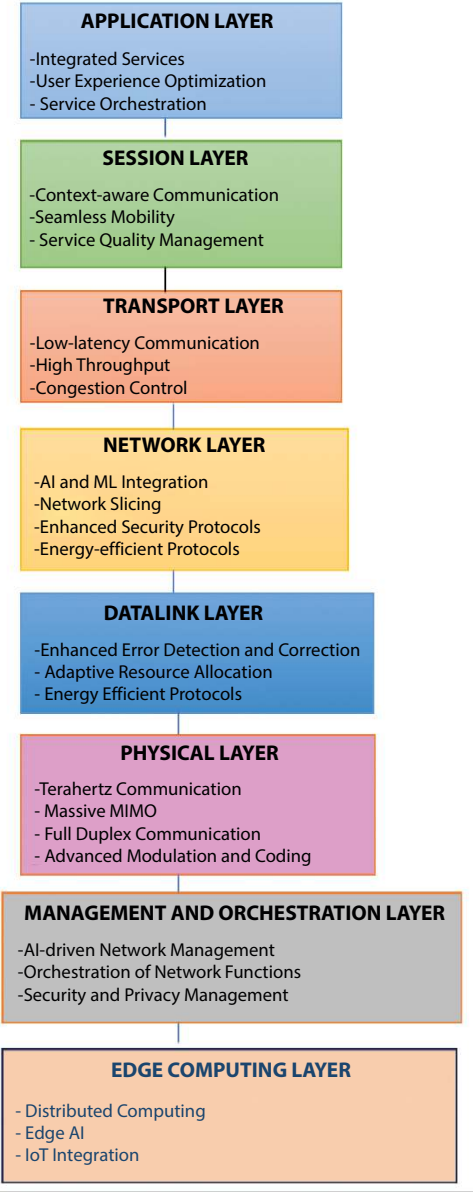 APPLICATION LAYER
-Integrated Services
-User Experience Optimization
- Service Orchestration
SESSION LAYER
-Context-aware Communication
-Seamless Mobility
- Service Quality Management
TRANSPORT LAYER
-Low-latency Communication
-High Throughput
-Congestion Control
NETWORK LAYER
-AI and ML Integration
-Network Slicing
-Enhanced Security Protocols
-Energy-efficient Protocols
DATALINK LAYER
-Enhanced Error Detection and Correction
- Adaptive Resource Allocation
- Energy Efficient Protocols
PHYSICAL LAYER
-Terahertz Communication
- Massive MIMO
- Full Duplex Communication
- Advanced Modulation and Coding
MANAGEMENT AND ORCHESTRATION LAYER
-AI-driven Network Management
-Orchestration of Network Functions
-Security and Privacy Management
EDGE COMPUTING LAYER
- Distributed Computing
- Edge AI
- IoT Integration